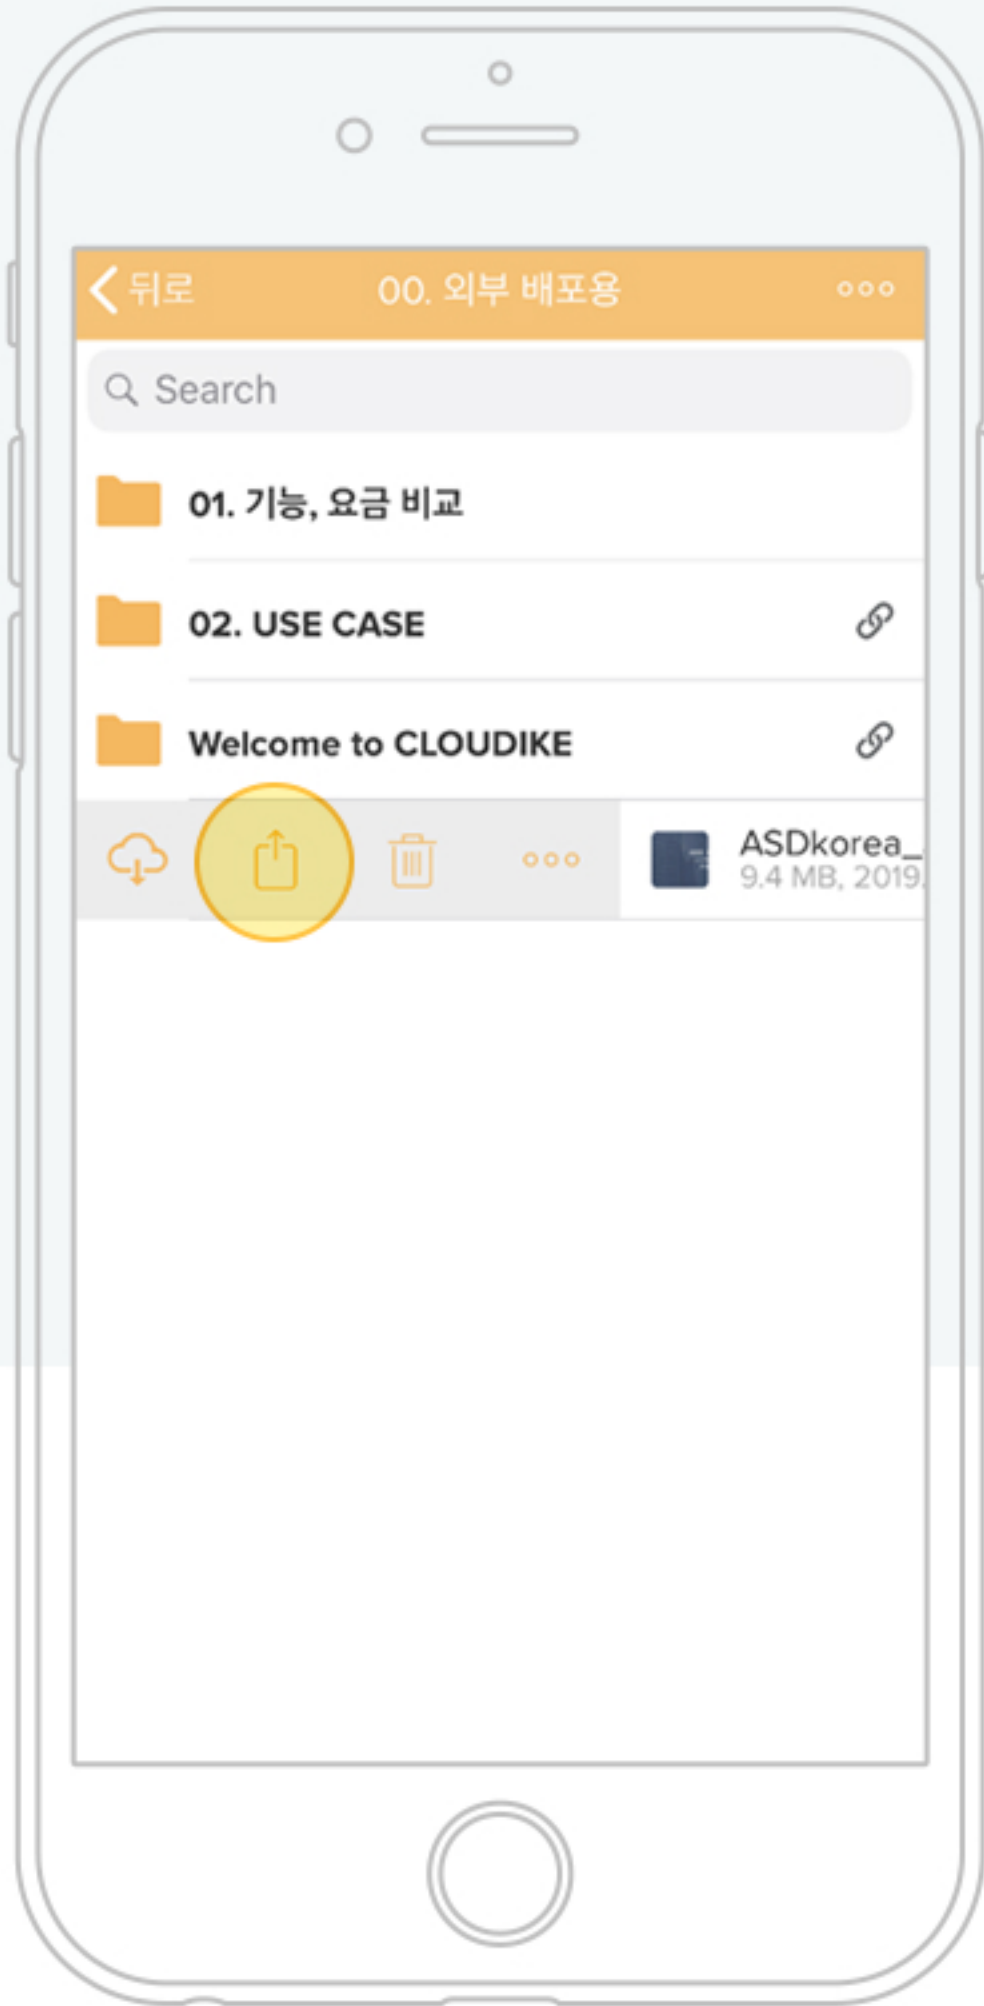 뒤로 00. 외부 배포용
Search
01. 기능, 요금 비교
02. USE CASE
Welcome to CLOUDIKE
ASDkorea_
9.4 MB, 2019.